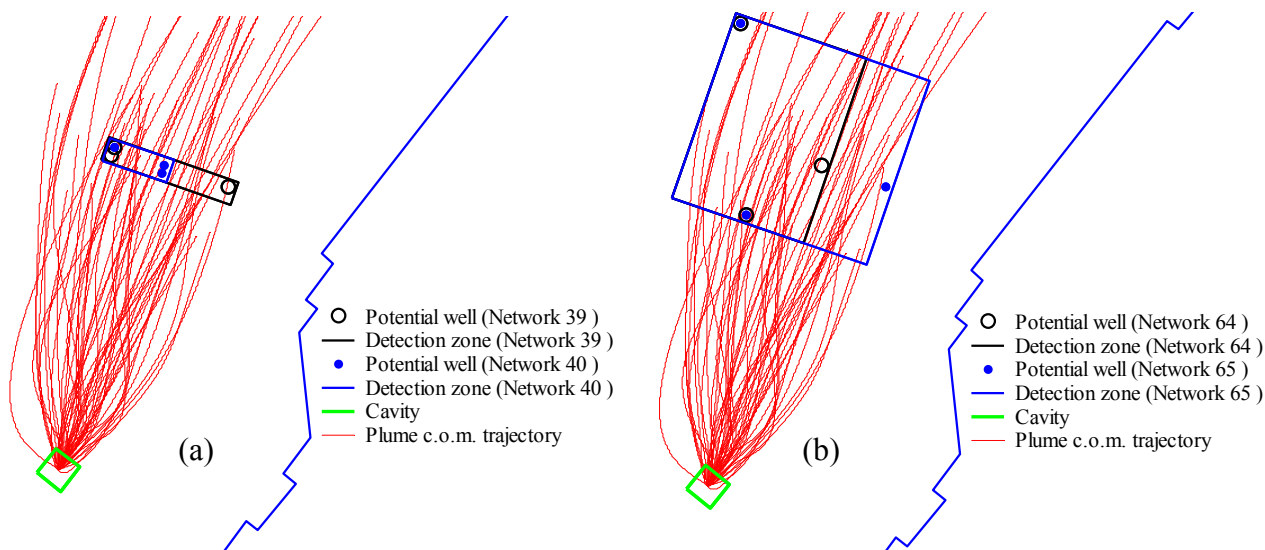 Potential well (Network 39 )
Detection zone (Network 39 )
Potential well (Network 40 )
Detection zone (Network 40 )
Cavity
Plume c.o.m. trajectory
(a)
Potential well (Network 64 )
Detection zone (Network 64 )
Potential well (Network 65 )
Detection zone (Network 65 )
Cavity
Plume c.o.m. trajectory
(b)